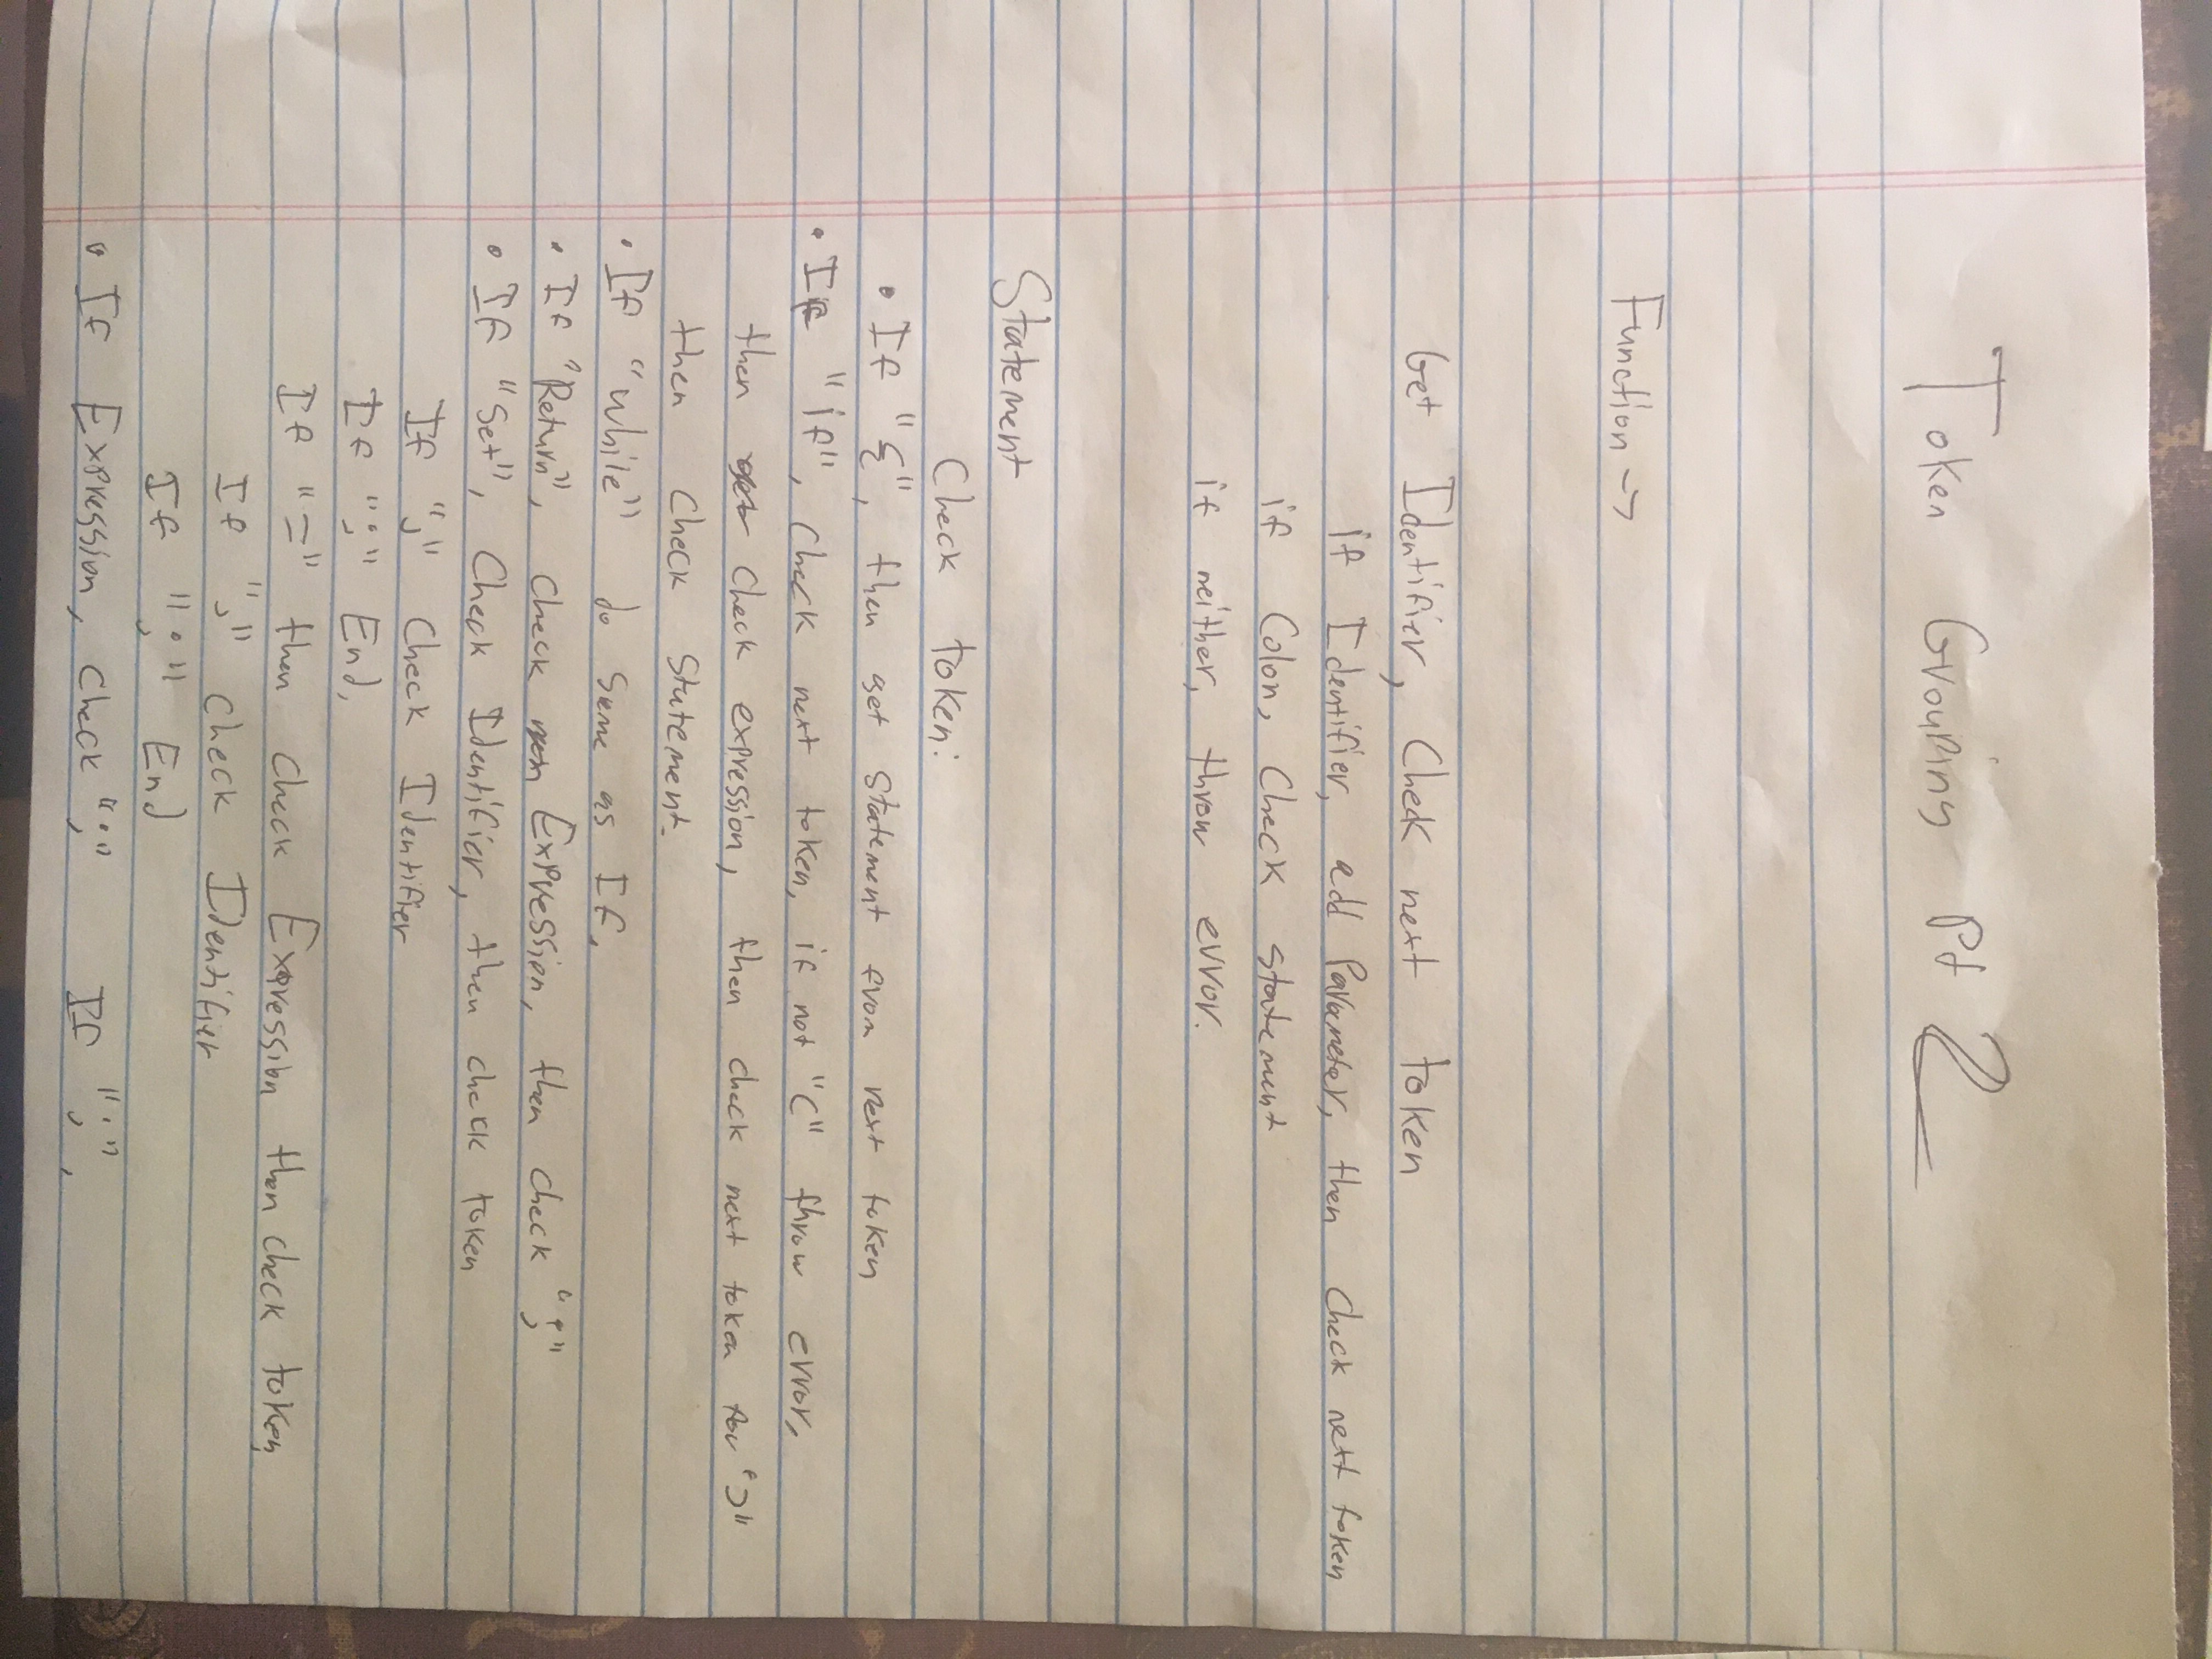 Token Grouping Pt 2
Function →
Get Identifier, Check next token
if Identifier, add Parameter, then check next token
if Colon, Check statement
if neither, throw error.
Statement
Check token:
• If "{", then get statement from next token
• If "if", Check next token, if not "(" throw error,
then check expression, then check next token for ")"
then Check Statement.
• If "while" do same as If,
• If "Return", Check Expression, then check ";"
• If "set", Check Identifier, then check token
If "," Check Identifier
If ";" End,
If "=" then Check Expression then check token
If "," Check Identifier
If ";" End
• If Expression, Check ";" If ";",